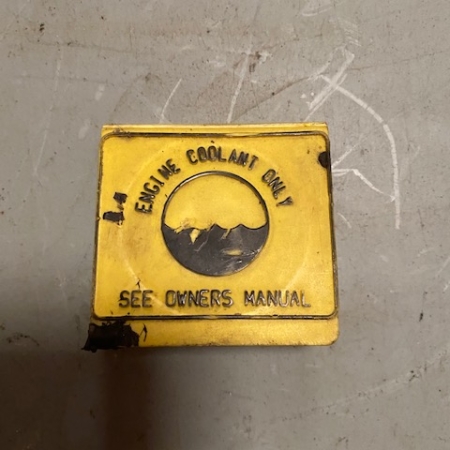 ENGINE COOLANT ONLY
SEE OWNERS MANUAL